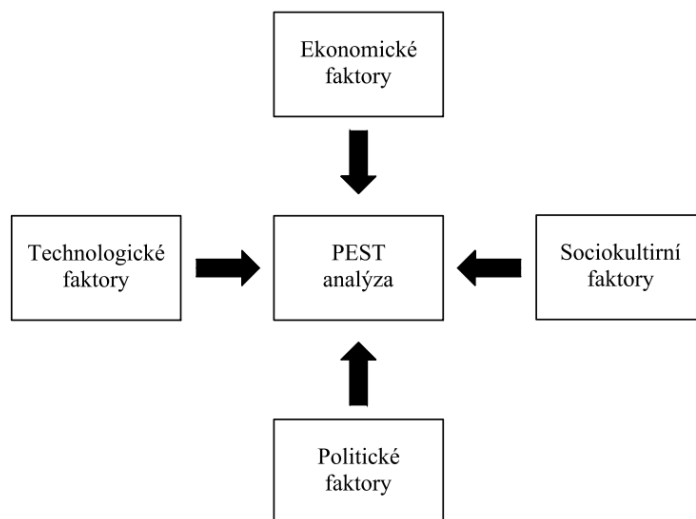 Ekonomické
faktory
Technologické
faktory
PEST
analýza
Sociokultirní
faktory
Politické
faktory